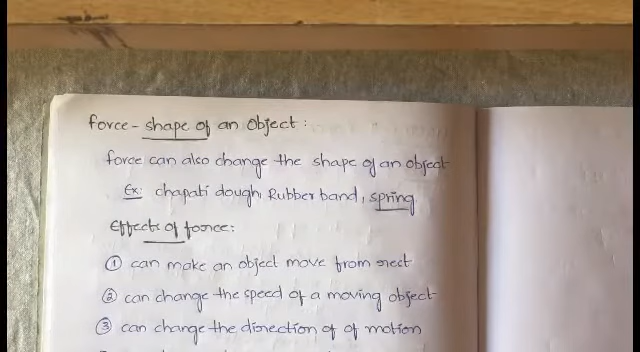 force - shape of an object :
force can also change the shape of an object
Ex: chapati dough, Rubber band, spring
Effects of force:
① can make an object move from rest
② can change the speed of a moving object
③ can change the direction of of motion